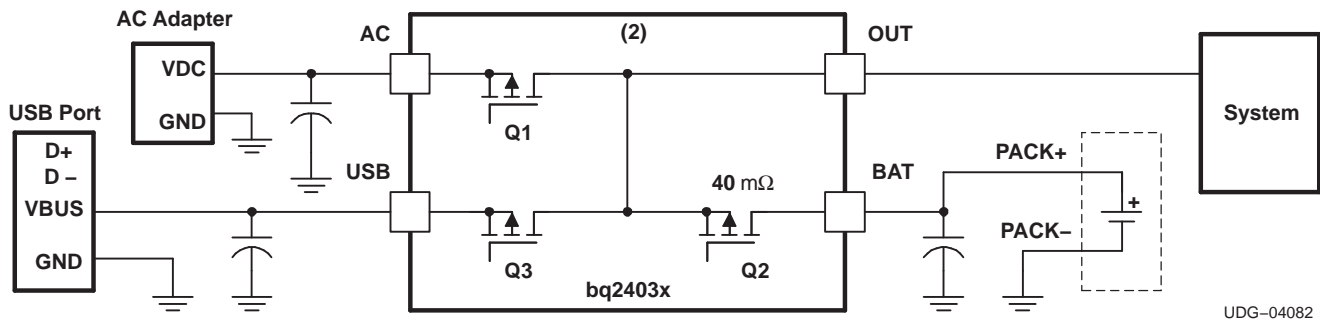 AC Adapter
VDC
GND
USB Port
D+
D –
VBUS
GND
AC
USB
(2)
Q1
Q3
40 mΩ
Q2
bq2403x
OUT
BAT
PACK+
+
PACK–
System
UDG–04082